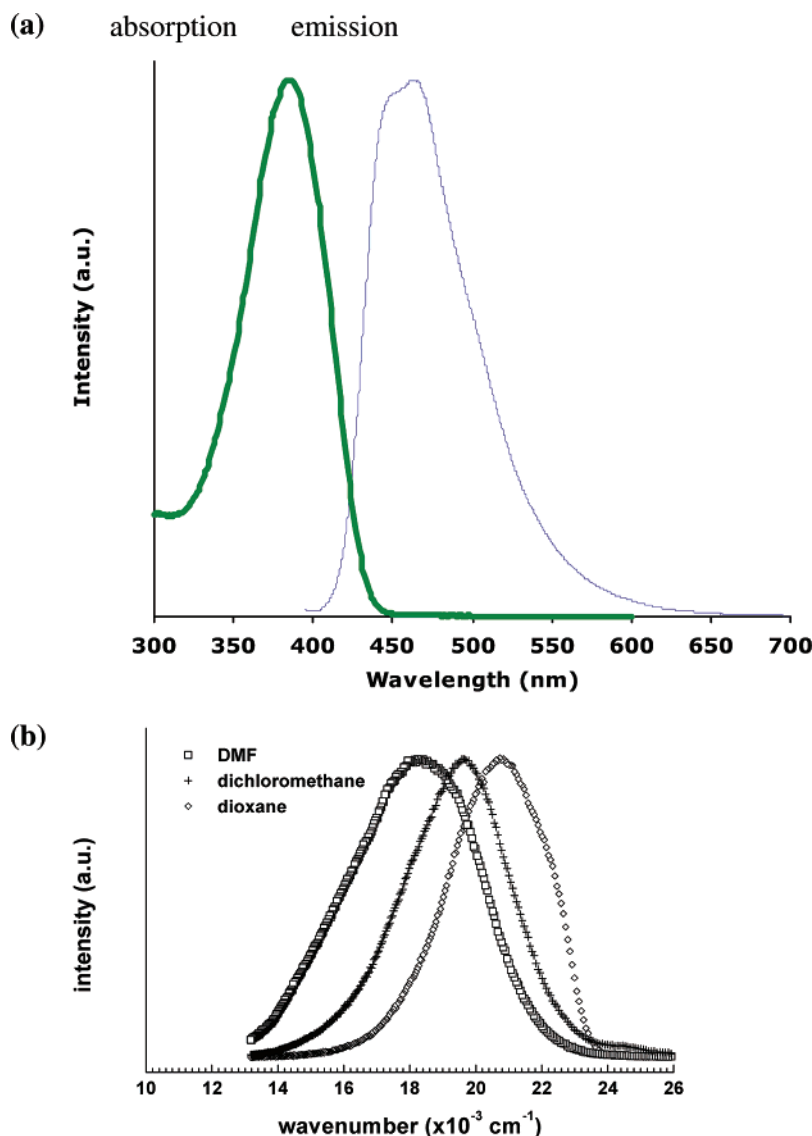 (a) absorption emission
Intensity (a.u.)
300 350 400 450 500 550 600 650 700
Wavelength (nm)
(b)
DMF
dichloromethane
dioxane
intensity (a.u.)
10 12 14 16 18 20 22 24 26
wavenumber (x10⁻³ cm⁻¹)